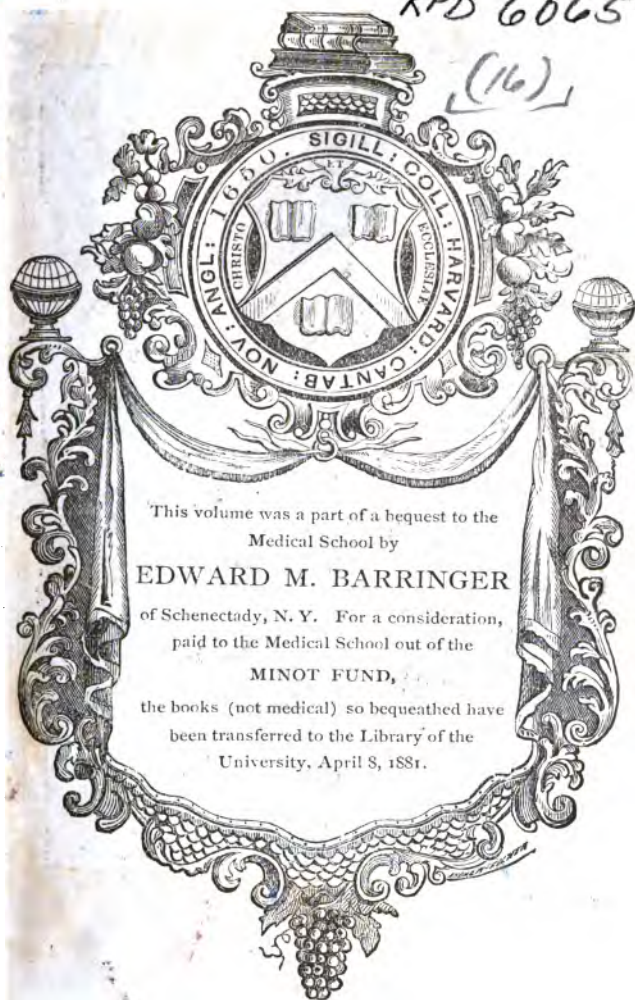 KPD 6065
(16)
SIGILL: COLL: HARVARD: CANTAB: NOV: ANGL: 1650.
ET
CHRISTO
ECCLESIAE
This volume was a part of a bequest to the
Medical School by
EDWARD M. BARRINGER
of Schenectady, N. Y. For a consideration,
paid to the Medical School out of the
MINOT FUND,
the books (not medical) so bequeathed have
been transferred to the Library of the
University, April 8, 1881.